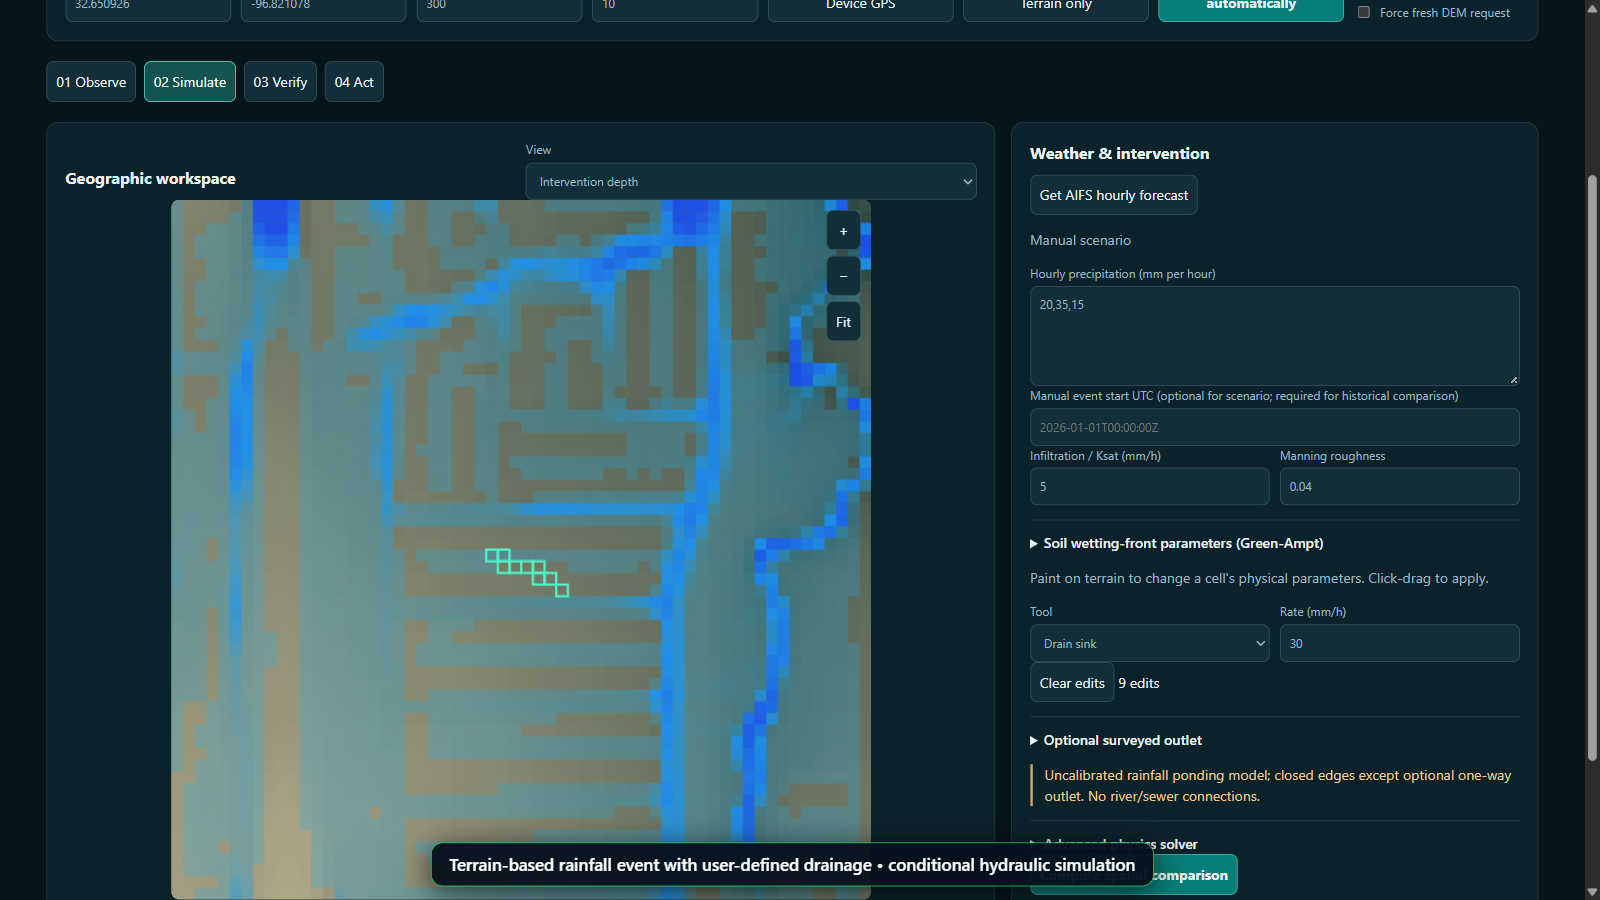 32.650926
-96.821078
300
10
Device GPS
Terrain only
automatically
Force fresh DEM request
01 Observe
02 Simulate
03 Verify
04 Act
Geographic workspace
View
Intervention depth
+
−
Fit
Weather & intervention
Get AIFS hourly forecast
Manual scenario
Hourly precipitation (mm per hour)
20,35,15
Manual event start UTC (optional for scenario; required for historical comparison)
2026-01-01T00:00:00Z
Infiltration / Ksat (mm/h)
Manning roughness
5
0.04
Soil wetting-front parameters (Green-Ampt)
Paint on terrain to change a cell's physical parameters. Click-drag to apply.
Tool
Rate (mm/h)
Drain sink
30
Clear edits
9 edits
Optional surveyed outlet
Uncalibrated rainfall ponding model; closed edges except optional one-way
outlet. No river/sewer connections.
Advanced physics solver
Terrain-based rainfall event with user-defined drainage • conditional hydraulic simulation
comparison